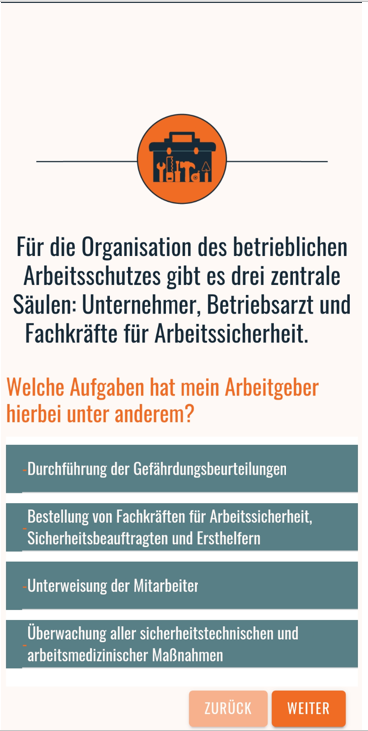 Für die Organisation des betrieblichen
Arbeitsschutzes gibt es drei zentrale
Säulen: Unternehmer, Betriebsarzt und
Fachkräfte für Arbeitssicherheit.
Welche Aufgaben hat mein Arbeitgeber
hierbei unter anderem?
-Durchführung der Gefährdungsbeurteilungen
-Bestellung von Fachkräften für Arbeitssicherheit,
Sicherheitsbeauftragten und Ersthelfern
-Unterweisung der Mitarbeiter
-Überwachung aller sicherheitstechnischen und
arbeitsmedizinischer Maßnahmen
ZURÜCK WEITER